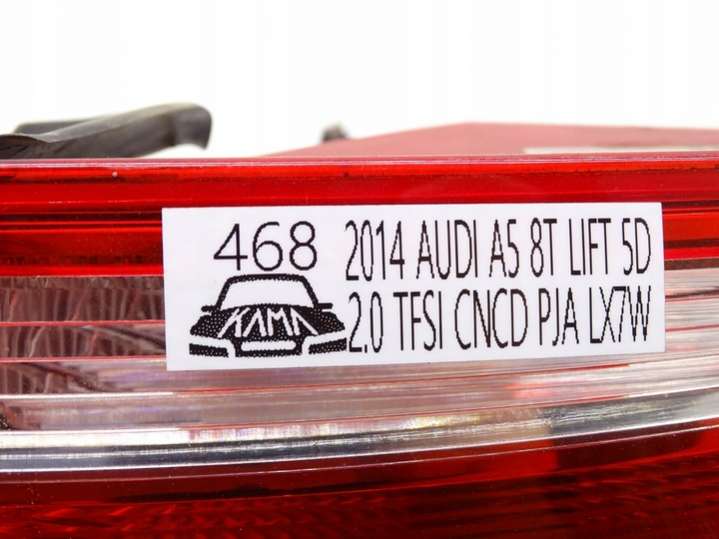 468
KAMA
2014 AUDI A5 8T LIFT 5D
2.0 TFSI CNCD PJA LX7W